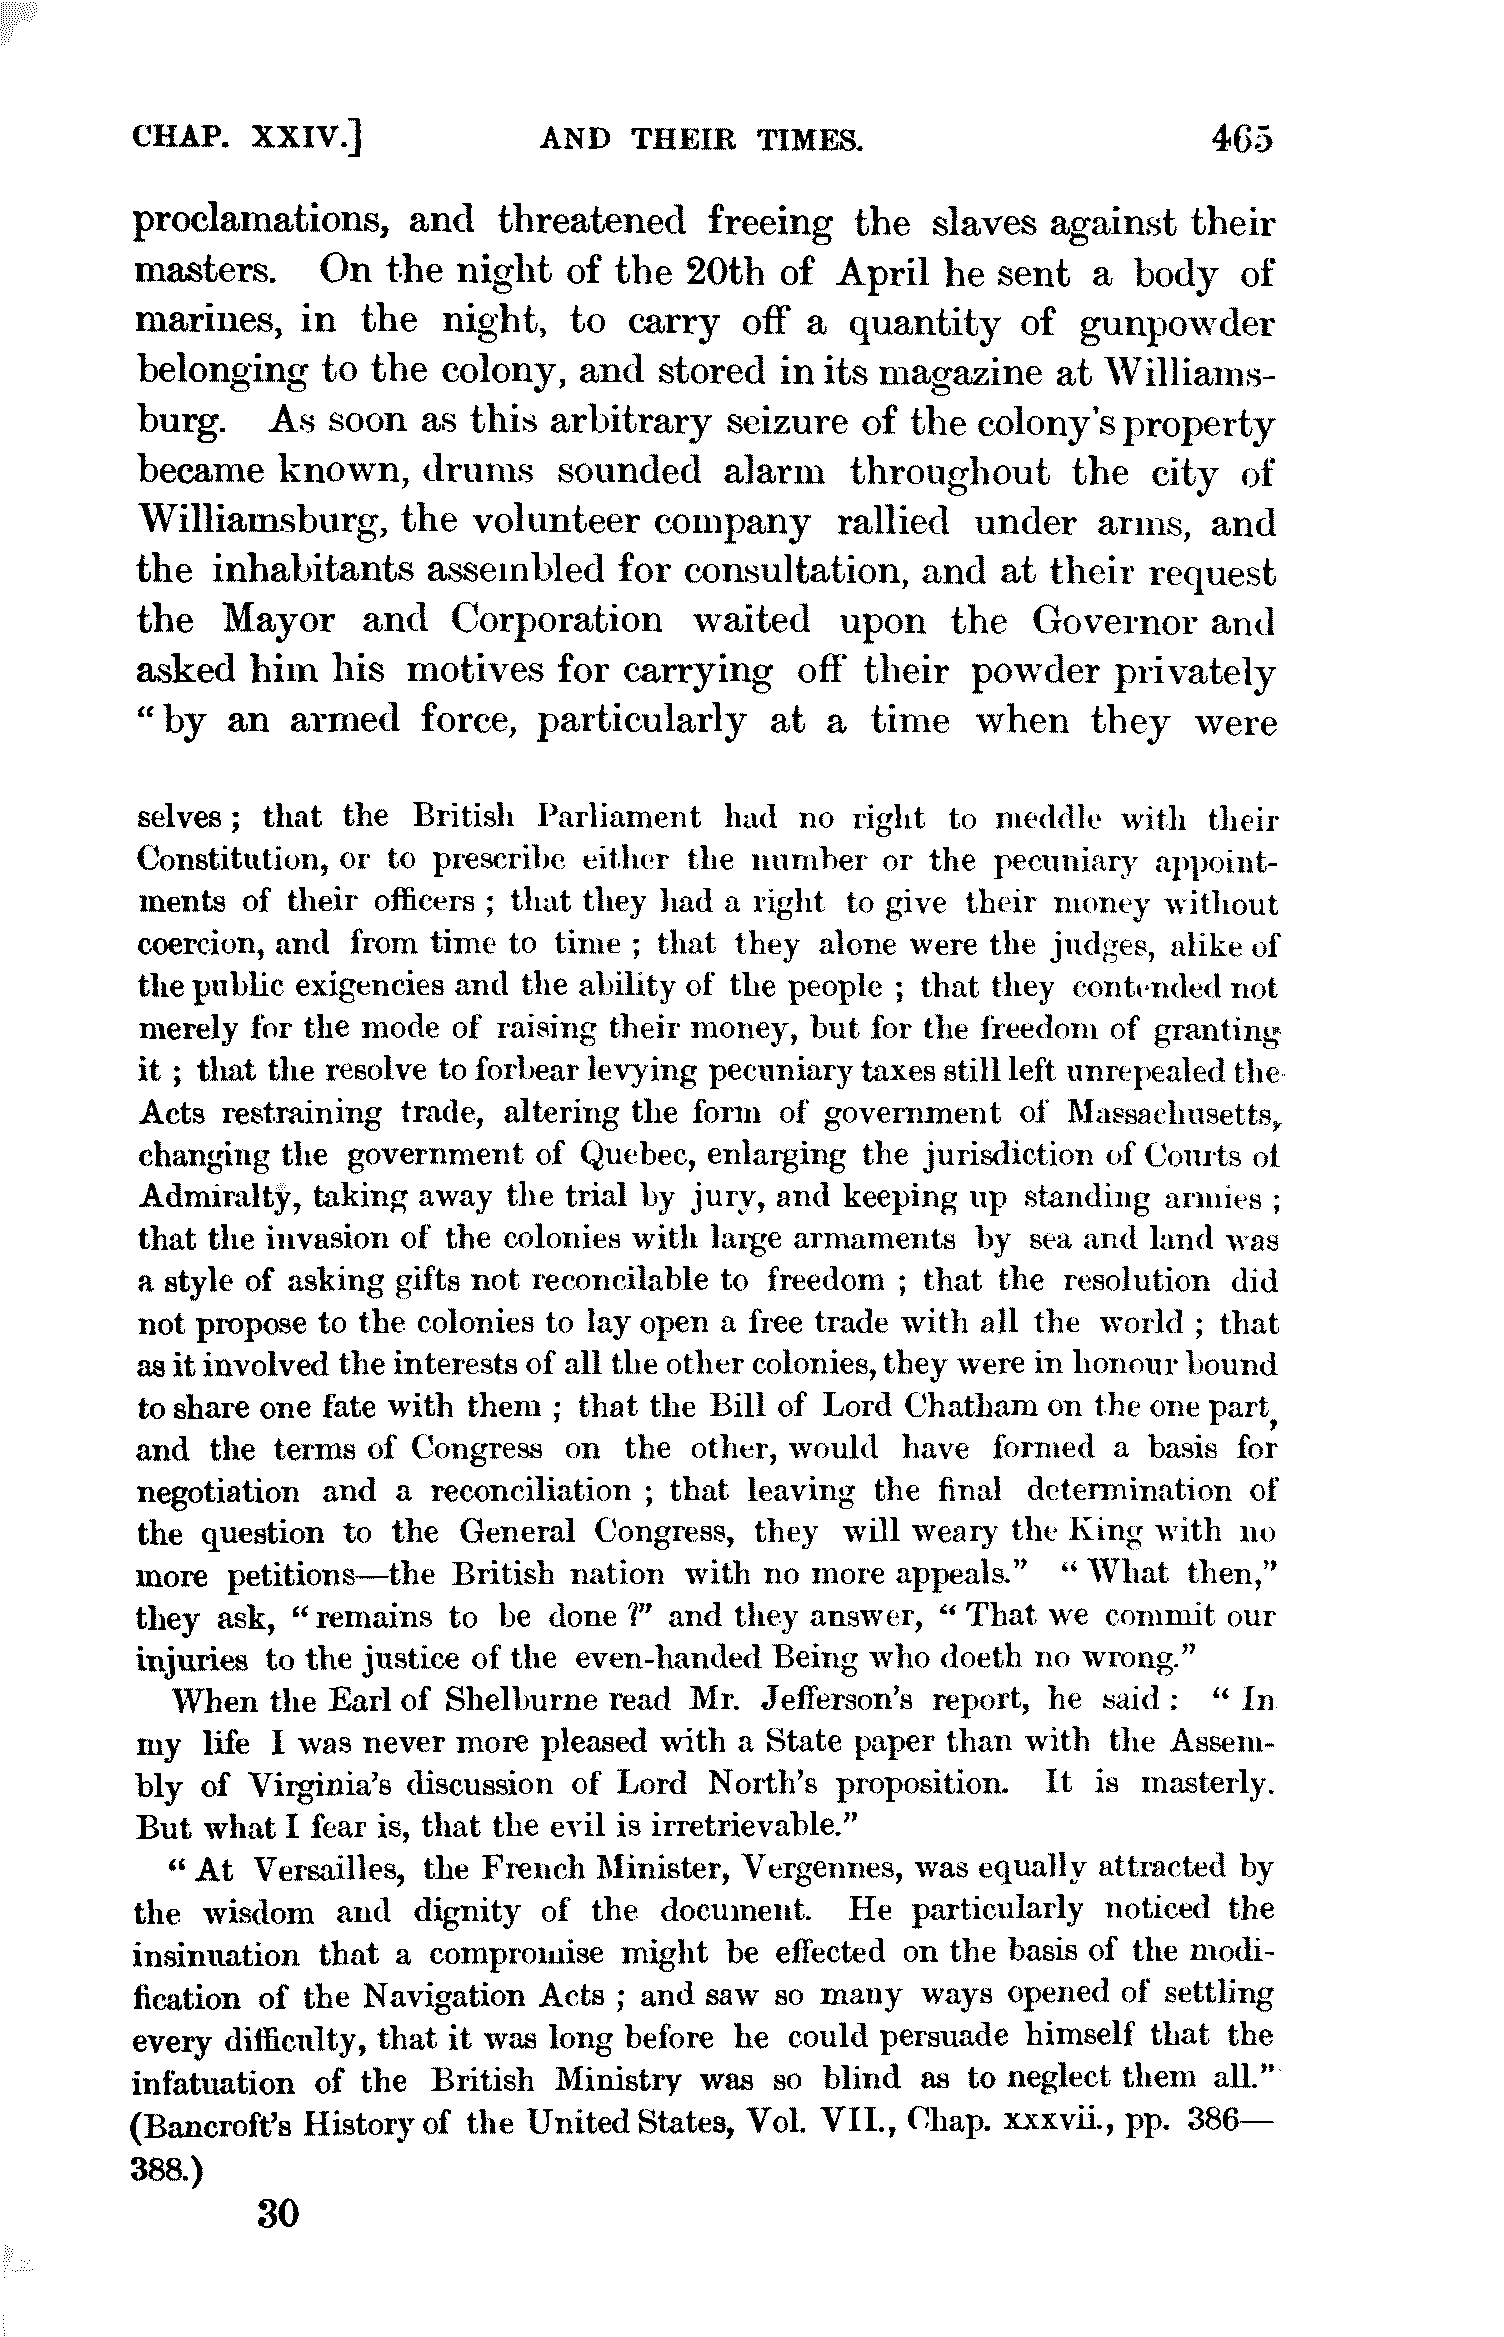 CHAP. XXIV.] AND THEIR TIMES. 465
proclamations, and threatened freeing the slaves against their
masters. On the night of the 20th of April he sent a body of
marines, in the night, to carry off a quantity of gunpowder
belonging to the colony, and stored in its magazine at Williams-
burg. As soon as this arbitrary seizure of the colony's property
became known, drums sounded alarm throughout the city of
Williamsburg, the volunteer company rallied under arms, and
the inhabitants assembled for consultation, and at their request
the Mayor and Corporation waited upon the Governor and
asked him his motives for carrying off their powder privately
"by an armed force, particularly at a time when they were
selves ; that the British Parliament had no right to meddle with their
Constitution, or to prescribe either the number or the pecuniary appoint-
ments of their officers ; that they had a right to give their money without
coercion, and from time to time ; that they alone were the judges, alike of
the public exigencies and the ability of the people ; that they contended not
merely for the mode of raising their money, but for the freedom of granting
it ; that the resolve to forbear levying pecuniary taxes still left unrepealed the
Acts restraining trade, altering the form of government of Massachusetts,
changing the government of Quebec, enlarging the jurisdiction of Courts of
Admiralty, taking away the trial by jury, and keeping up standing armies ;
that the invasion of the colonies with large armaments by sea and land was
a style of asking gifts not reconcilable to freedom ; that the resolution did
not propose to the colonies to lay open a free trade with all the world ; that
as it involved the interests of all the other colonies, they were in honour bound
to share one fate with them ; that the Bill of Lord Chatham on the one part,
and the terms of Congress on the other, would have formed a basis for
negotiation and a reconciliation ; that leaving the final determination of
the question to the General Congress, they will weary the King with no
more petitions—the British nation with no more appeals." "What then,"
they ask, "remains to be done ?" and they answer, "That we commit our
injuries to the justice of the even-handed Being who doeth no wrong."
When the Earl of Shelburne read Mr. Jefferson's report, he said : "In
my life I was never more pleased with a State paper than with the Assem-
bly of Virginia's discussion of Lord North's proposition. It is masterly.
But what I fear is, that the evil is irretrievable."
"At Versailles, the French Minister, Vergennes, was equally attracted by
the wisdom and dignity of the document. He particularly noticed the
insinuation that a compromise might be effected on the basis of the modi-
fication of the Navigation Acts ; and saw so many ways opened of settling
every difficulty, that it was long before he could persuade himself that the
infatuation of the British Ministry was so blind as to neglect them all."
(Bancroft's History of the United States, Vol. VII., Chap. xxxvii., pp. 386—
388.)
30